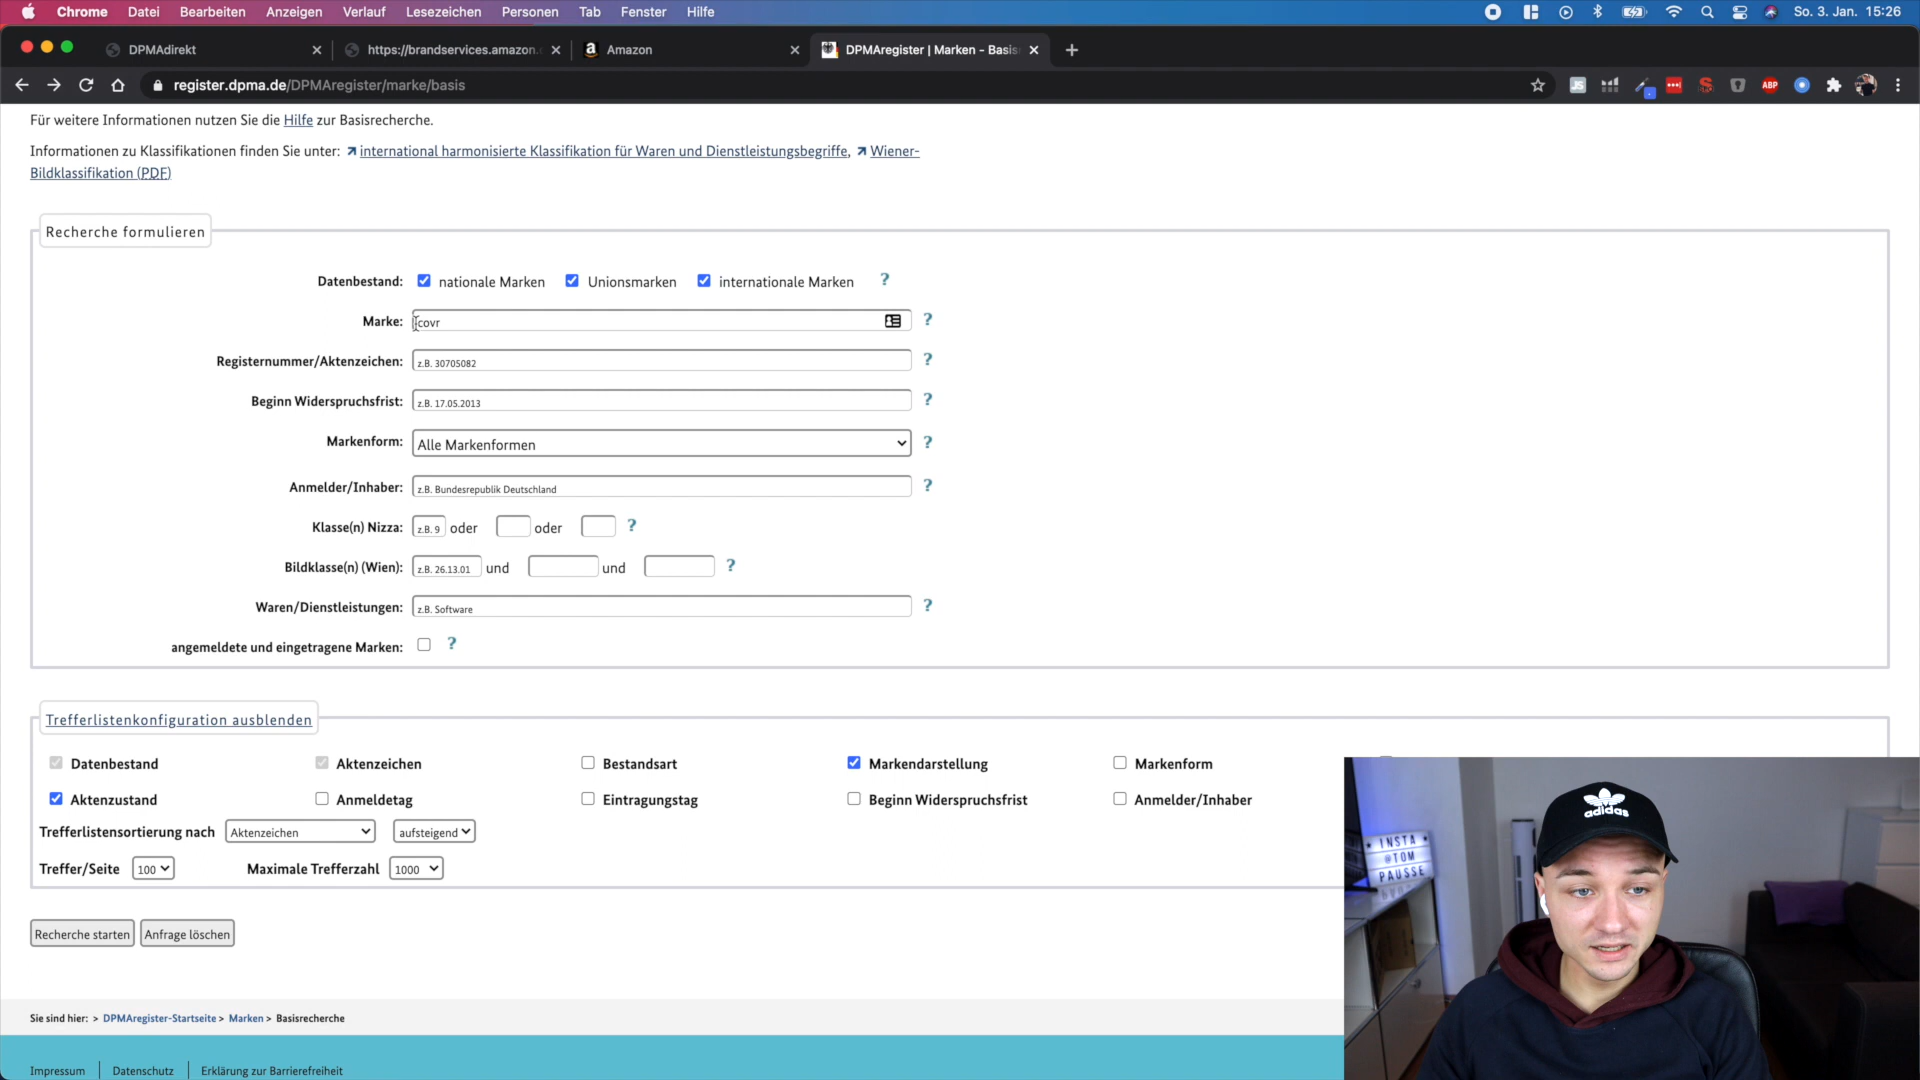 Chrome Datei Bearbeiten Anzeigen Verlauf Lesezeichen Personen Tab Fenster Hilfe So. 3. Jan. 15:26
DPMAdirekt https://brandservices.amazon. Amazon DPMAregister | Marken - Basis
register.dpma.de/DPMAregister/marke/basis
Für weitere Informationen nutzen Sie die Hilfe zur Basisrecherche.
Informationen zu Klassifikationen finden Sie unter: international harmonisierte Klassifikation für Waren und Dienstleistungsbegriffe, Wiener-
Bildklassifikation (PDF)
Recherche formulieren
Datenbestand: nationale Marken Unionsmarken internationale Marken ?
Marke: covr ?
Registernummer/Aktenzeichen: z.B. 30705082 ?
Beginn Widerspruchsfrist: z.B. 17.05.2013 ?
Markenform: Alle Markenformen ?
Anmelder/Inhaber: z.B. Bundesrepublik Deutschland ?
Klasse(n) Nizza: z.B. 9 oder oder ?
Bildklasse(n) (Wien): z.B. 26.13.01 und und ?
Waren/Dienstleistungen: z.B. Software ?
angemeldete und eingetragene Marken: ?
Trefferlistenkonfiguration ausblenden
Datenbestand Aktenzeichen Bestandsart Markendarstellung Markenform
Aktenzustand Anmeldetag Eintragungstag Beginn Widerspruchsfrist Anmelder/Inhaber
Trefferlistensortierung nach Aktenzeichen aufsteigend
Treffer/Seite 100 Maximale Trefferzahl 1000
Recherche starten Anfrage löschen
Sie sind hier: > DPMAregister-Startseite > Marken > Basisrecherche
Impressum Datenschutz Erklärung zur Barrierefreiheit
adidas
INSTA
@TOM
PAUSSE
ABP